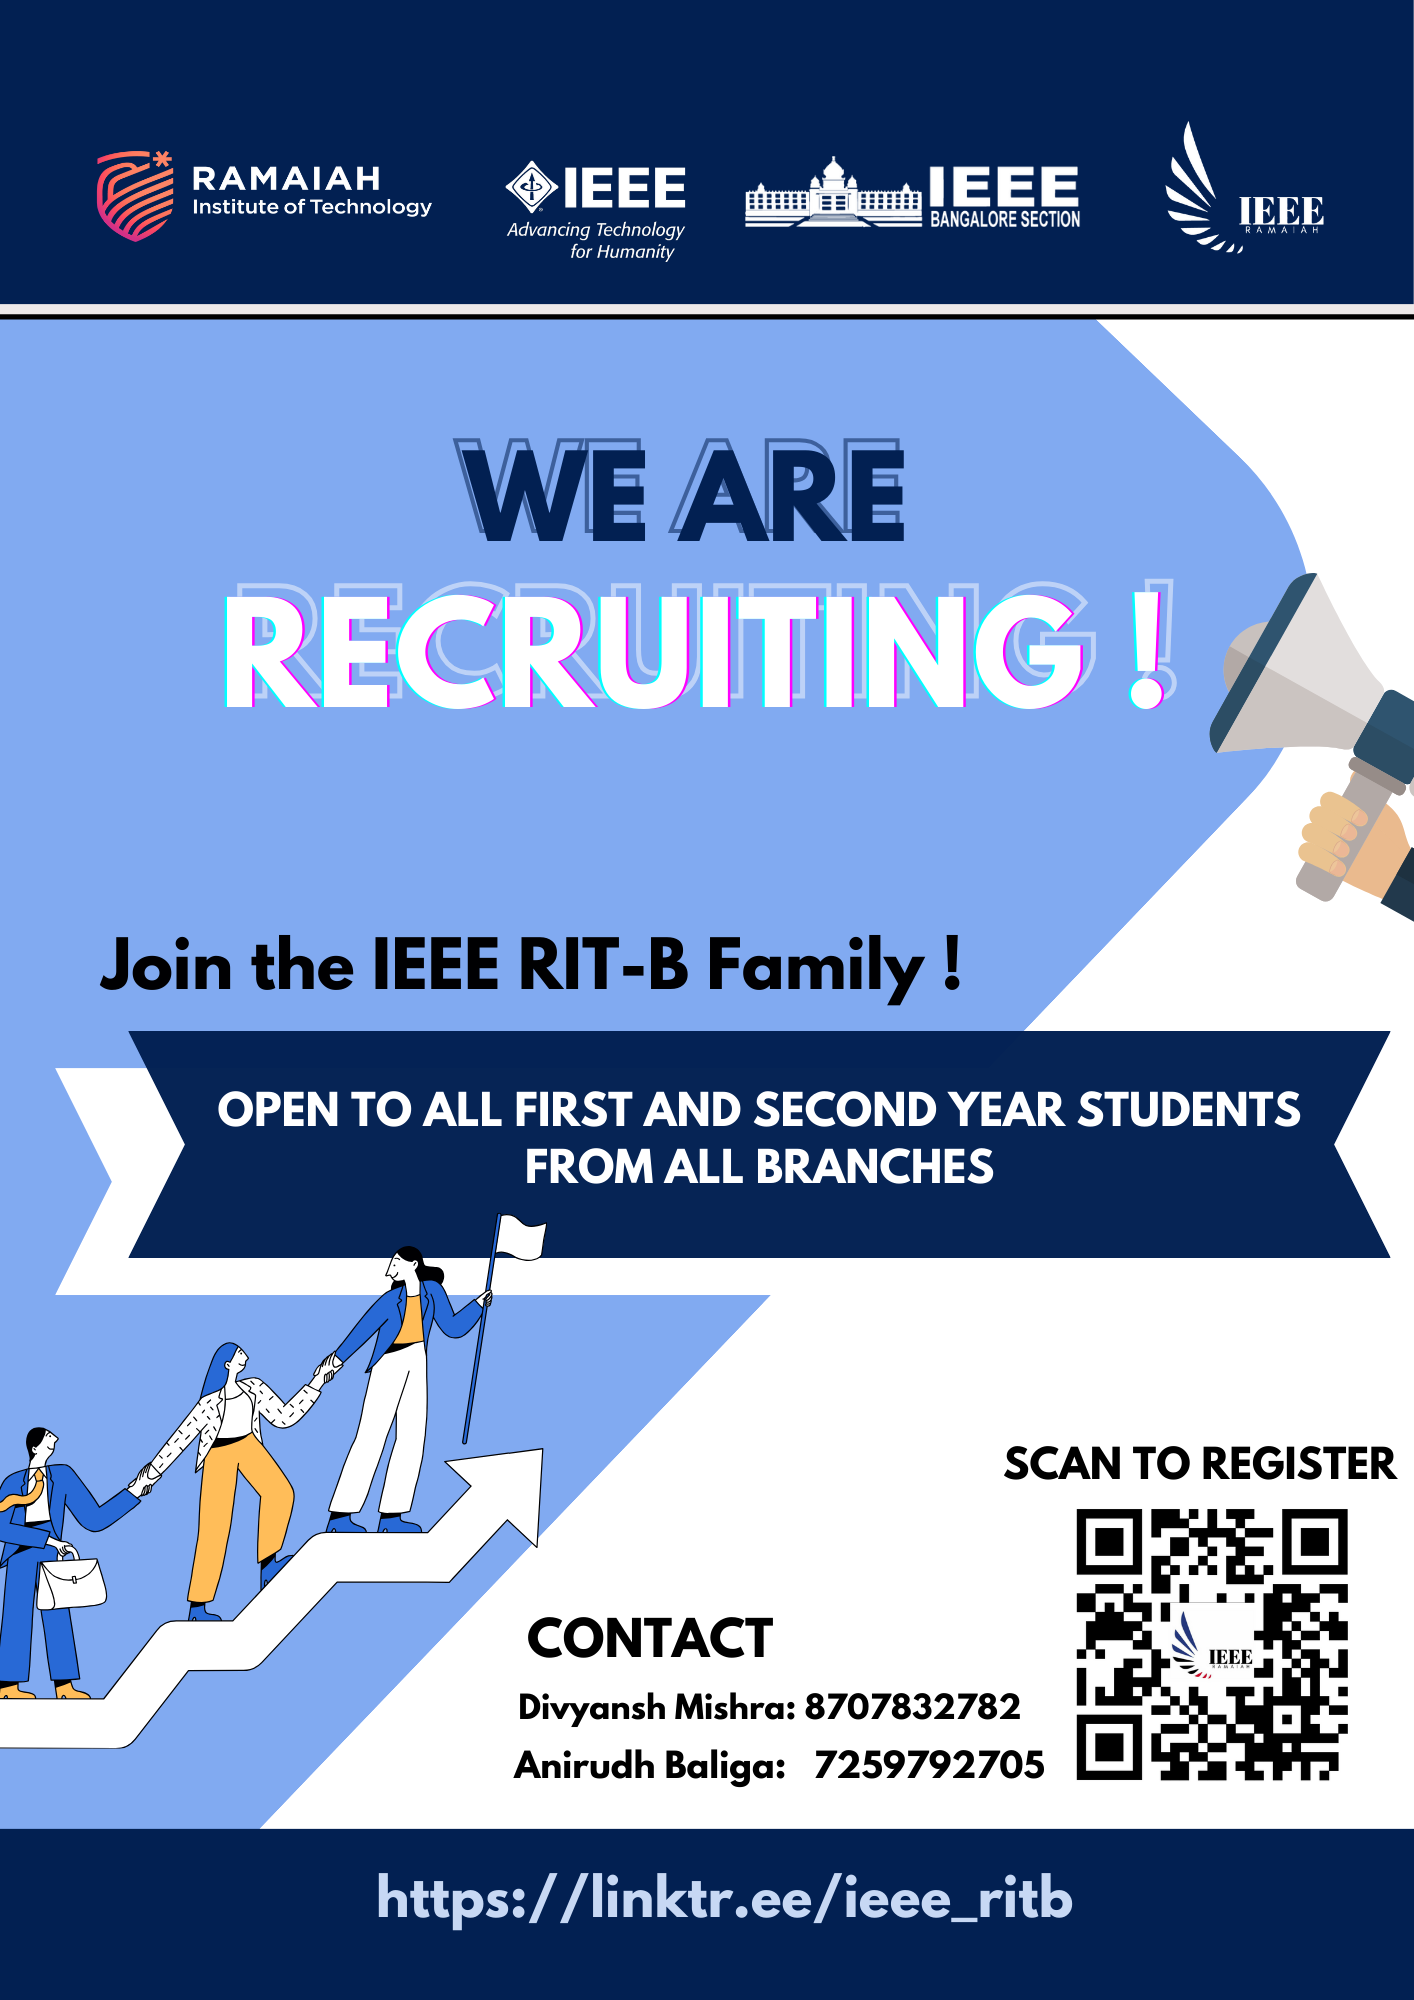 RAMAIAH
Institute of Technology
IEEE
Advancing Technology
for Humanity
IEEE
BANGALORE SECTION
IEEE
RAMAIAH
WE ARE
RECRUITING !
Join the IEEE RIT-B Family !
OPEN TO ALL FIRST AND SECOND YEAR STUDENTS
FROM ALL BRANCHES
SCAN TO REGISTER
IEEE
RAMAIAH
CONTACT
Divyansh Mishra: 8707832782
Anirudh Baliga: 7259792705
https://linktr.ee/ieee_ritb